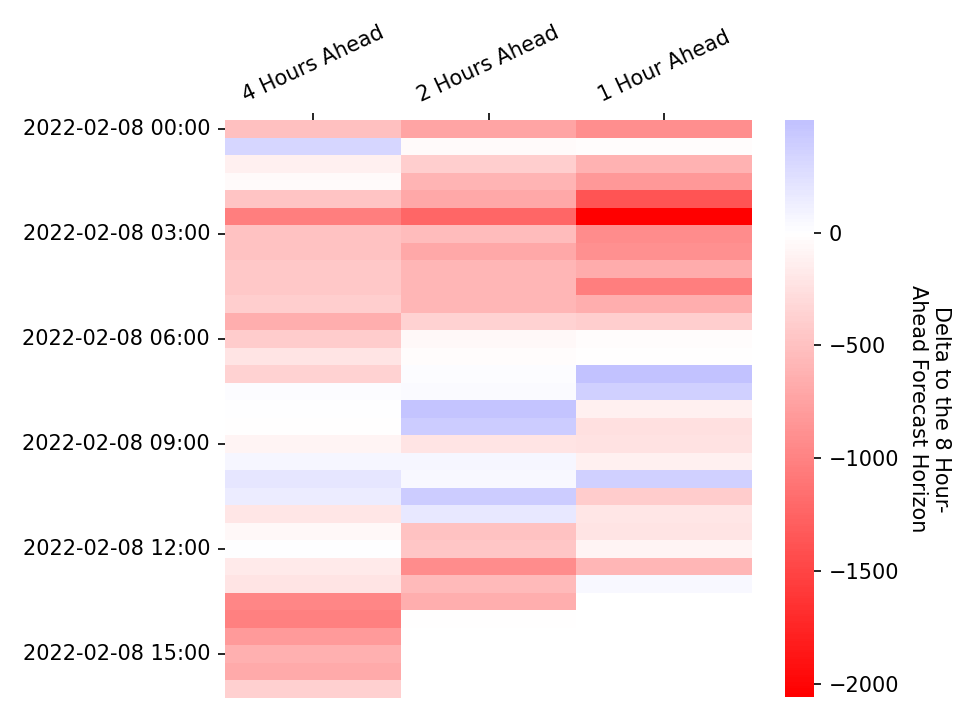 4 Hours Ahead
2 Hours Ahead
1 Hour Ahead
2022-02-08 00:00
2022-02-08 03:00
2022-02-08 06:00
2022-02-08 09:00
2022-02-08 12:00
2022-02-08 15:00
0
−500
−1000
−1500
−2000
Delta to the 8 Hour-
Ahead Forecast Horizon